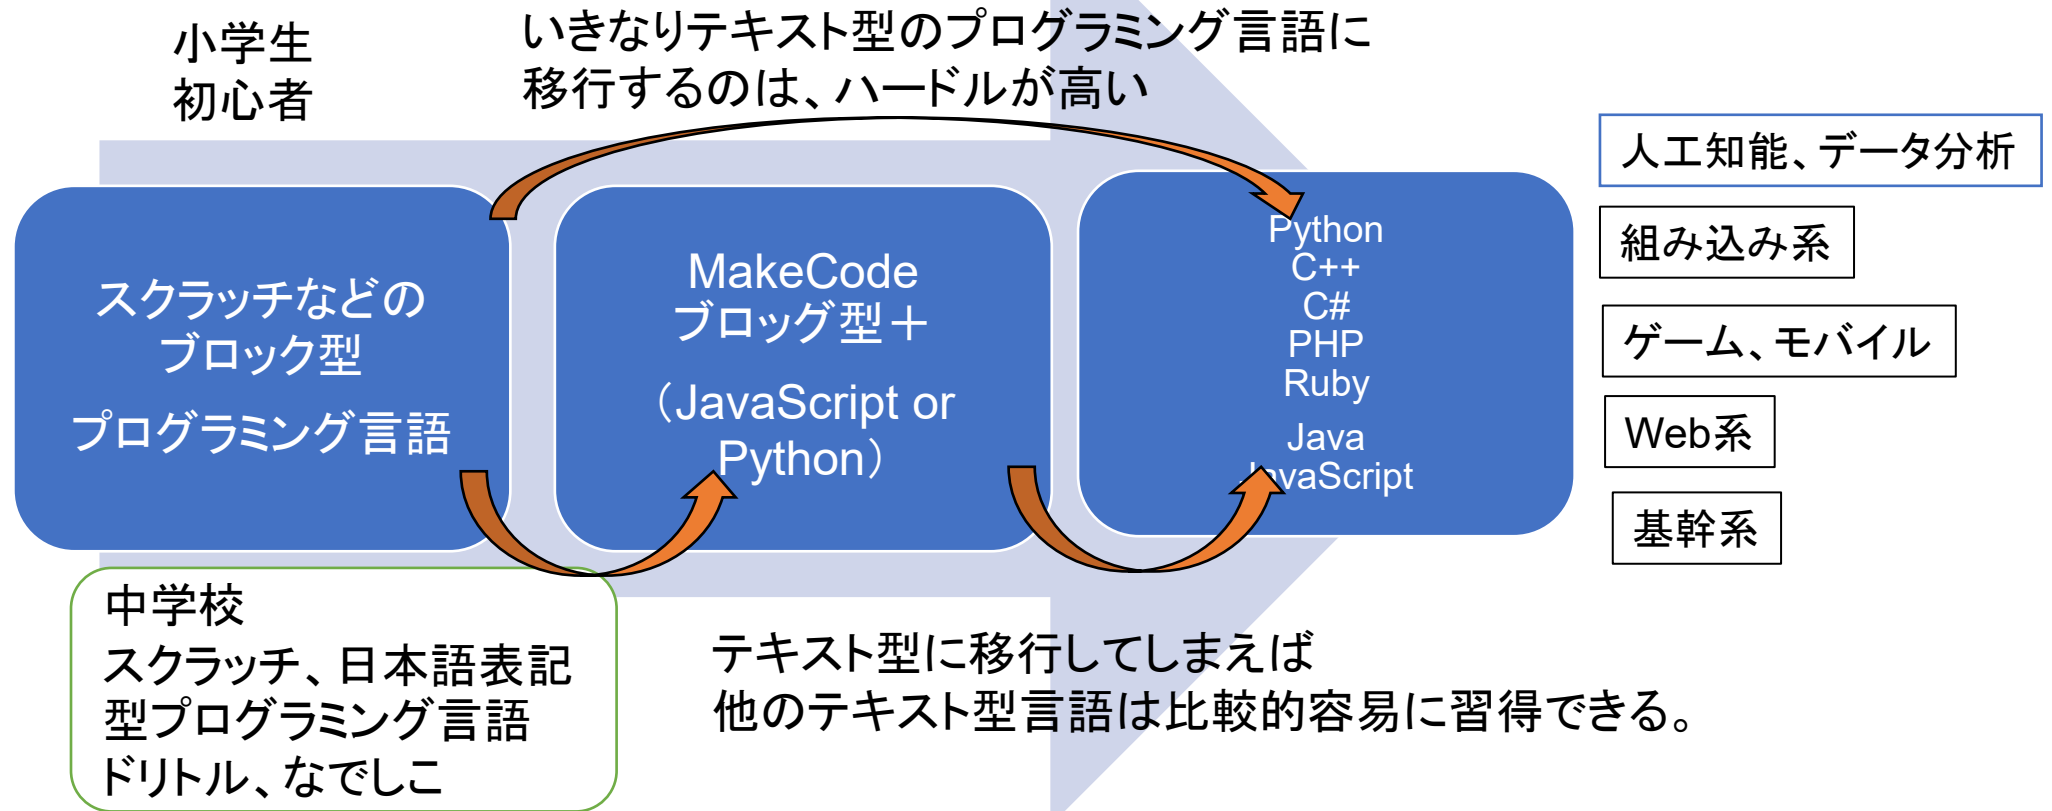 小学生
初心者
いきなりテキスト型のプログラミング言語に
移行するのは、ハードルが高い
スクラッチなどの
ブロック型
プログラミング言語
MakeCode
ブロッグ型＋
（JavaScript or
Python）
Python
C++
C#
PHP
Ruby
Java
JavaScript
人工知能、データ分析
組み込み系
ゲーム、モバイル
Web系
基幹系
中学校
スクラッチ、日本語表記
型プログラミング言語
ドリトル、なでしこ
テキスト型に移行してしまえば
他のテキスト型言語は比較的容易に習得できる。